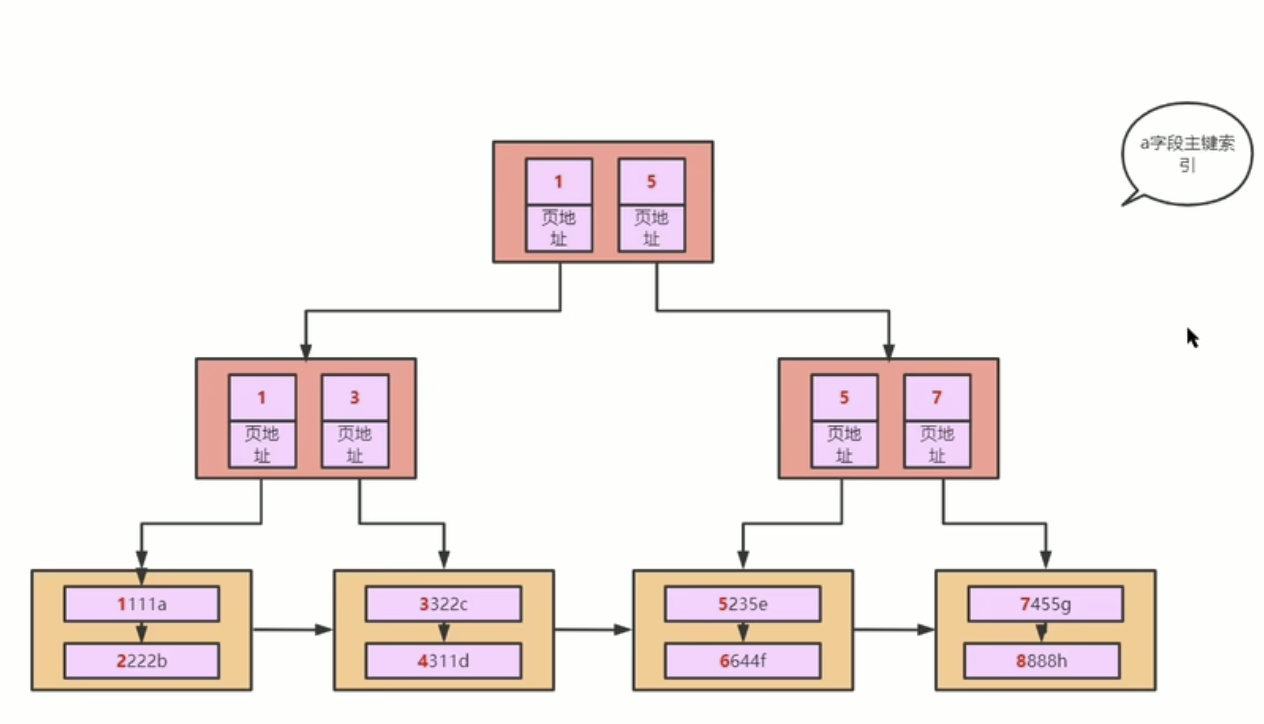 a字段主键索
引
1 5
页地 页地
址 址
1 3 5 7
页地 页地 页地 页地
址 址 址 址
1111a 3322c 5235e 7455g
2222b 4311d 6644f 8888h